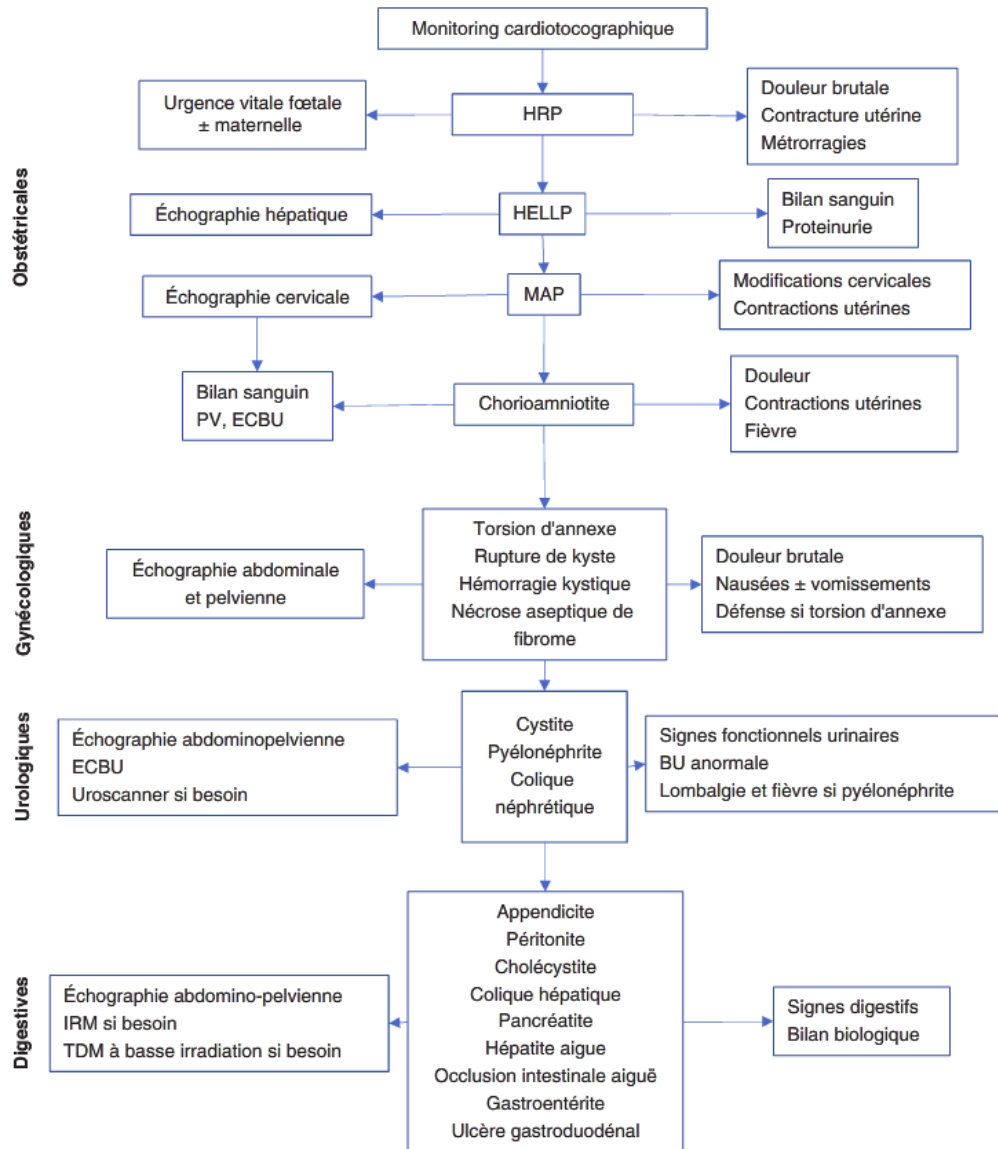 Monitoring cardiotocographique
Obstétricales
Urgence vitale fœtale
± maternelle
HRP
Douleur brutale
Contracture utérine
Métrorragies
Échographie hépatique
HELLP
Bilan sanguin
Proteinurie
Échographie cervicale
MAP
Modifications cervicales
Contractions utérines
Bilan sanguin
PV, ECBU
Chorioamniotite
Douleur
Contractions utérines
Fièvre
Gynécologiques
Échographie abdominale
et pelvienne
Torsion d'annexe
Rupture de kyste
Hémorragie kystique
Nécrose aseptique de
fibrome
Douleur brutale
Nausées ± vomissements
Défense si torsion d'annexe
Urologiques
Échographie abdominopelvienne
ECBU
Uroscanner si besoin
Cystite
Pyélonéphrite
Colique
néphrétique
Signes fonctionnels urinaires
BU anormale
Lombalgie et fièvre si pyélonéphrite
Digestives
Échographie abdomino-pelvienne
IRM si besoin
TDM à basse irradiation si besoin
Appendicite
Péritonite
Cholécystite
Colique hépatique
Pancréatite
Hépatite aigue
Occlusion intestinale aiguë
Gastroentérite
Ulcère gastroduodénal
Signes digestifs
Bilan biologique